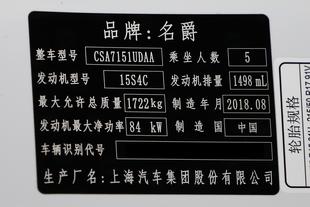 品牌：名爵
整车型号 CSA7151UDAA 乘坐人数 5
发动机型号 15S4C 发动机排量 1498 mL
最大允许总质量 1722kg 制造年月 2018.08
发动机最大净功率 84 kW 制造国 中国
车辆识别代号
生产厂名：上海汽车集团股份有限公司
轮胎规格